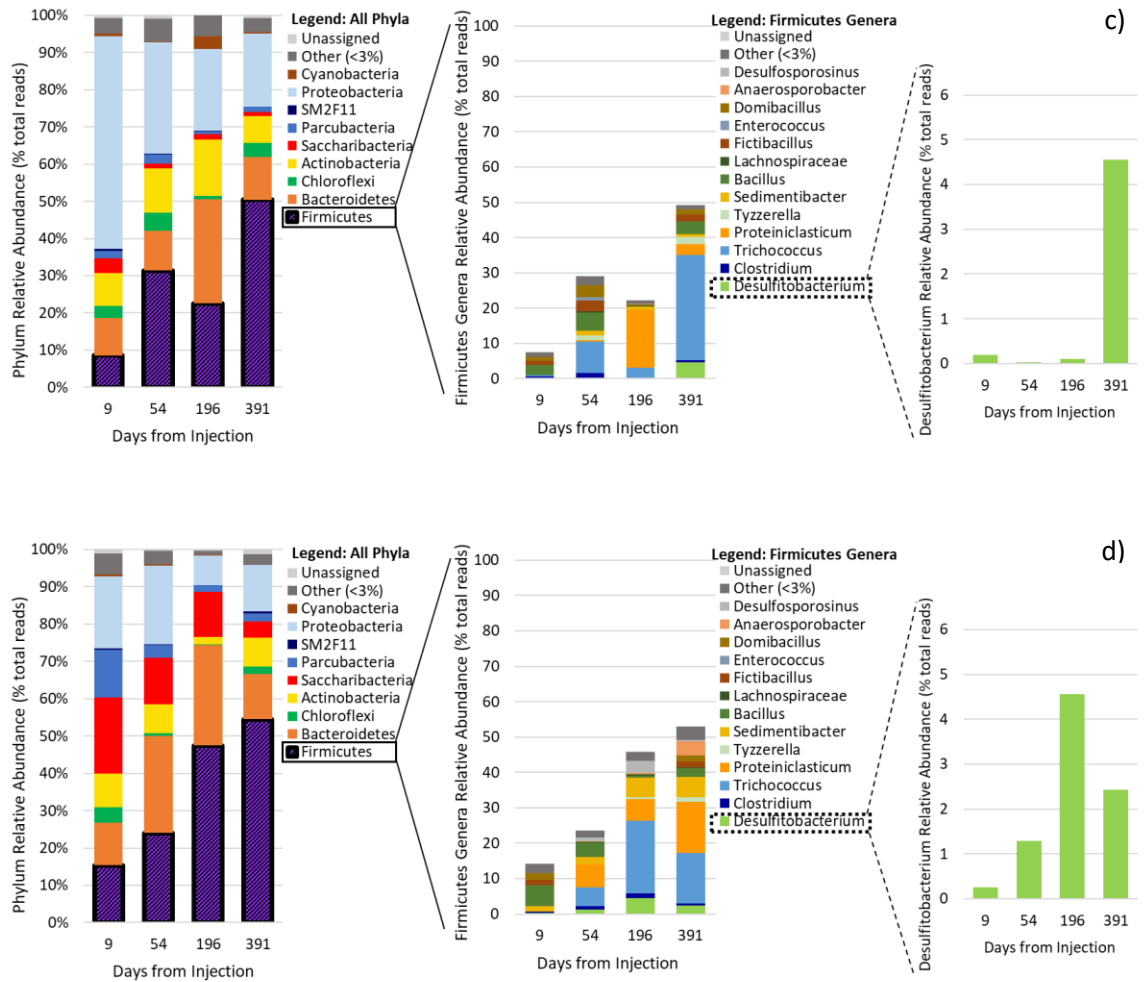 c)
Phylum Relative Abundance (% total reads)
100%
90%
80%
70%
60%
50%
40%
30%
20%
10%
0%
9 54 196 391
Days from Injection
Legend: All Phyla
Unassigned
Other (<3%)
Cyanobacteria
Proteobacteria
SM2F11
Parcubacteria
Saccharibacteria
Actinobacteria
Chloroflexi
Bacteroidetes
Firmicutes
Firmicutes Genera Relative Abundance (% total reads)
100
90
80
70
60
50
40
30
20
10
0
9 54 196 391
Days from Injection
Legend: Firmicutes Genera
Unassigned
Other (<3%)
Desulfosporosinus
Anaerosporobacter
Domibacillus
Enterococcus
Fictibacillus
Lachnospiraceae
Bacillus
Sedimentibacter
Tyzzerella
Proteiniclasticum
Trichococcus
Clostridium
Desulfitobacterium
Desulfitobacterium Relative Abundance (% total reads)
6
5
4
3
2
1
0
9 54 196 391
Days from Injection
d)
Phylum Relative Abundance (% total reads)
100%
90%
80%
70%
60%
50%
40%
30%
20%
10%
0%
9 54 196 391
Days from Injection
Legend: All Phyla
Unassigned
Other (<3%)
Cyanobacteria
Proteobacteria
SM2F11
Parcubacteria
Saccharibacteria
Actinobacteria
Chloroflexi
Bacteroidetes
Firmicutes
Firmicutes Genera Relative Abundance (% total reads)
100
90
80
70
60
50
40
30
20
10
0
9 54 196 391
Days from Injection
Legend: Firmicutes Genera
Unassigned
Other (<3%)
Desulfosporosinus
Anaerosporobacter
Domibacillus
Enterococcus
Fictibacillus
Lachnospiraceae
Bacillus
Sedimentibacter
Tyzzerella
Proteiniclasticum
Trichococcus
Clostridium
Desulfitobacterium
Desulfitobacterium Relative Abundance (% total reads)
6
5
4
3
2
1
0
9 54 196 391
Days from Injection